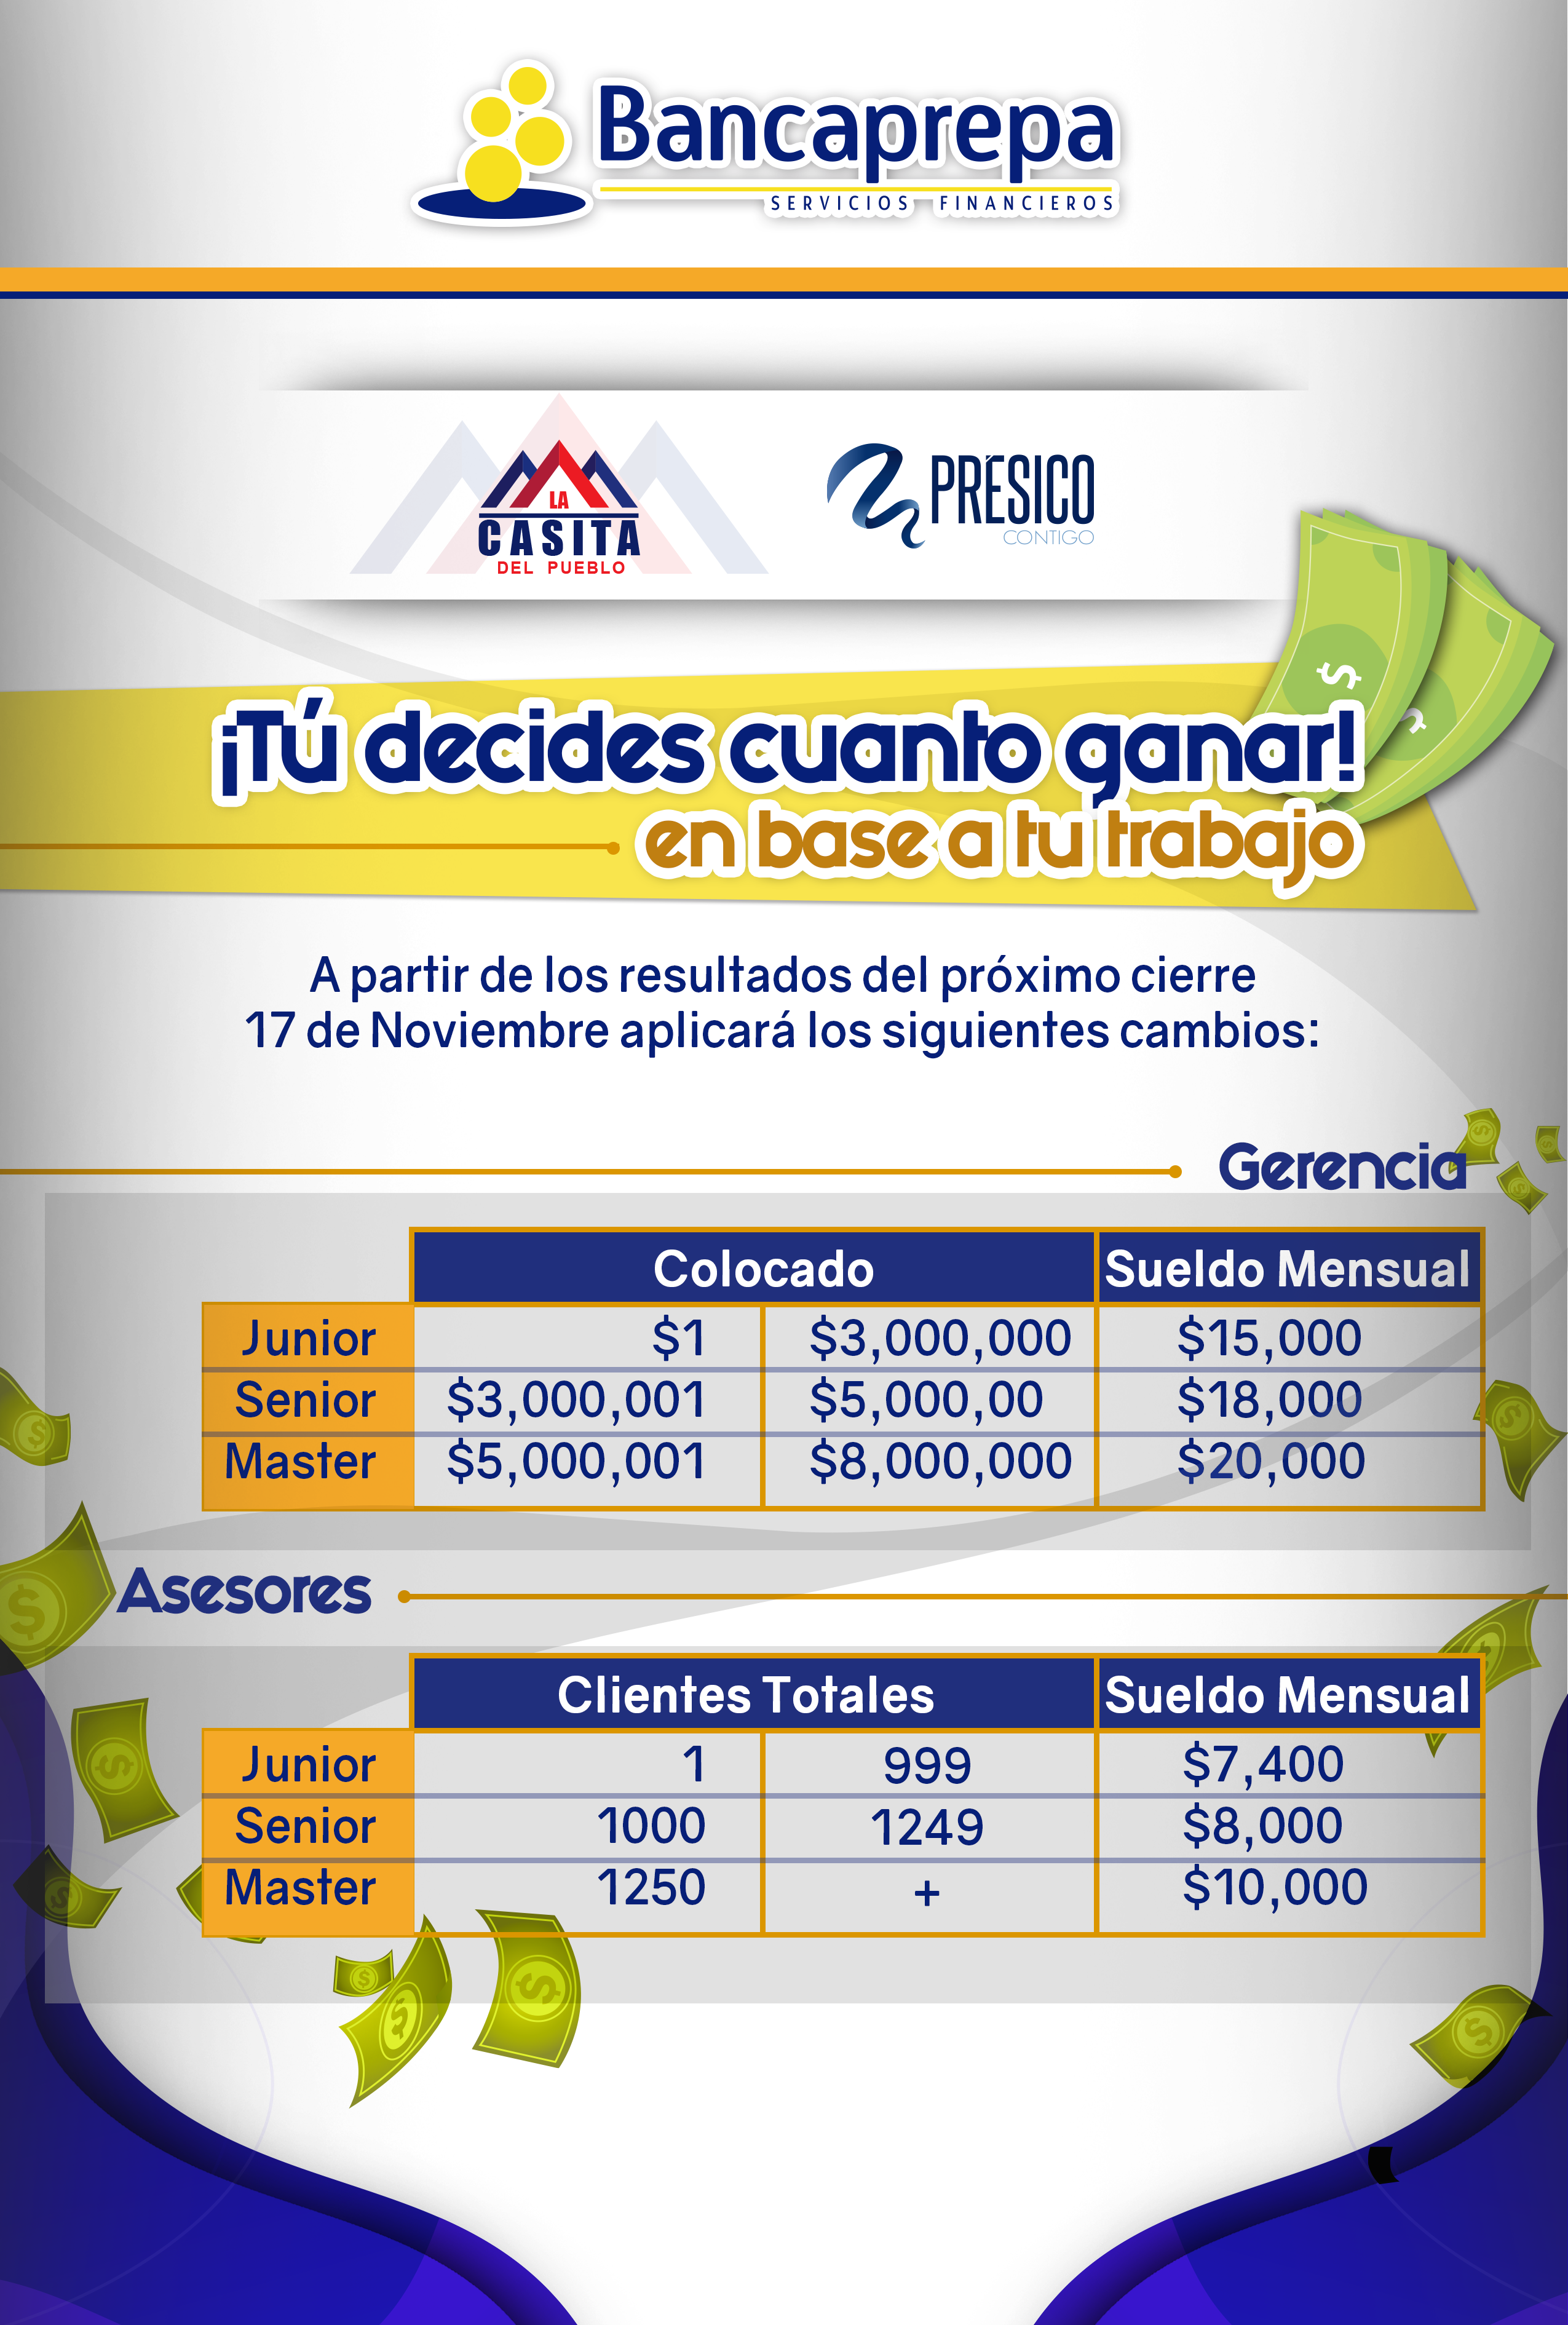 Bancaprepa
SERVICIOS FINANCIEROS
LA
CASITA
DEL PUEBLO
PRÉSICO
CONTIGO
¡Tú decides cuanto ganar!
en base a tu trabajo
A partir de los resultados del próximo cierre
17 de Noviembre aplicará los siguientes cambios:
Gerencia
Colocado Sueldo Mensual
Junior $1 $3,000,000 $15,000
Senior $3,000,001 $5,000,00 $18,000
Master $5,000,001 $8,000,000 $20,000
Asesores
Clientes Totales Sueldo Mensual
Junior 1 999 $7,400
Senior 1000 1249 $8,000
Master 1250 + $10,000